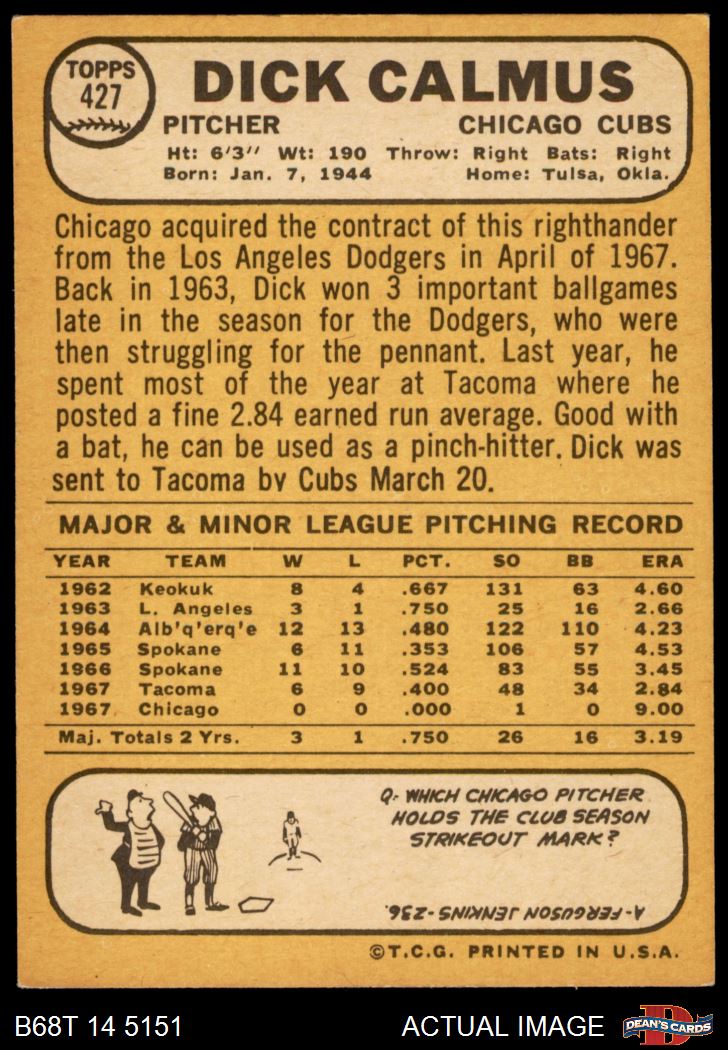 TOPPS
427
DICK CALMUS
PITCHER CHICAGO CUBS
Ht: 6'3" Wt: 190 Throw: Right Bats: Right
Born: Jan. 7, 1944 Home: Tulsa, Okla.
Chicago acquired the contract of this righthander
from the Los Angeles Dodgers in April of 1967.
Back in 1963, Dick won 3 important ballgames
late in the season for the Dodgers, who were
then struggling for the pennant. Last year, he
spent most of the year at Tacoma where he
posted a fine 2.84 earned run average. Good with
a bat, he can be used as a pinch-hitter. Dick was
sent to Tacoma by Cubs March 20.
MAJOR & MINOR LEAGUE PITCHING RECORD
YEAR TEAM W L PCT. SO BB ERA
1962 Keokuk 8 4 .667 131 63 4.60
1963 L. Angeles 3 1 .750 25 16 2.66
1964 Alb'q'erq'e 12 13 .480 122 110 4.23
1965 Spokane 6 11 .353 106 57 4.53
1966 Spokane 11 10 .524 83 55 3.45
1967 Tacoma 6 9 .400 48 34 2.84
1967 Chicago 0 0 .000 1 0 9.00
Maj. Totals 2 Yrs. 3 1 .750 26 16 3.19
Q- WHICH CHICAGO PITCHER
HOLDS THE CLUB SEASON
STRIKEOUT MARK?
A-FERGUSON JENKINS-236.
©T.C.G. PRINTED IN U.S.A.
B68T 14 5151 ACTUAL IMAGE
D
DEAN'S CARDS